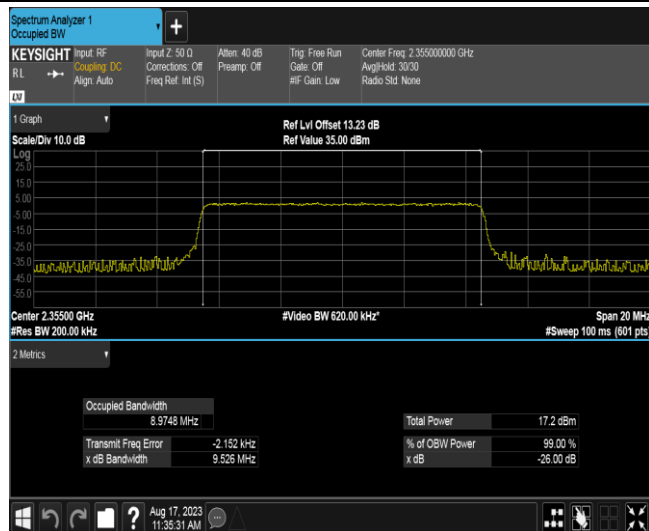 Spectrum Analyzer 1
Occupied BW
+
KEYSIGHT Input: RF Input Z: 50 Ω Atten: 40 dB Trig: Free Run Center Freq: 2.355000000 GHz
RL Coupling: DC Corrections: Off Preamp: Off Gate: Off Avg|Hold: 30/30
Align: Auto Freq Ref: Int (S) #IF Gain: Low Radio Std: None
LXI
1 Graph
Ref Lvl Offset 13.23 dB
Scale/Div 10.0 dB Ref Value 35.00 dBm
Log
25.0
15.0
5.00
-5.00
-15.0
-25.0
-35.0
-45.0
-55.0
Center 2.35500 GHz #Video BW 620.00 kHz* Span 20 MHz
#Res BW 200.00 kHz #Sweep 100 ms (601 pts)
2 Metrics
Occupied Bandwidth
8.9748 MHz Total Power 17.2 dBm
Transmit Freq Error -2.152 kHz % of OBW Power 99.00 %
x dB Bandwidth 9.526 MHz x dB -26.00 dB
? Aug 17, 2023
11:35:31 AM